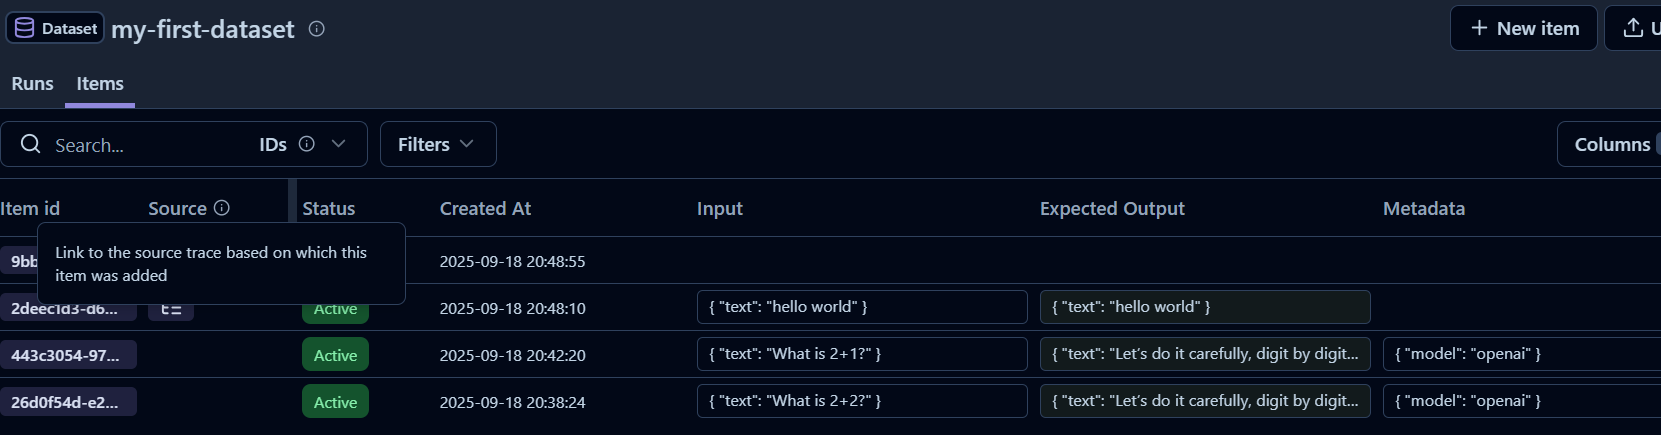 Dataset my-first-dataset
New item
Runs Items
Search... IDs Filters
Columns
Item id Source Status Created At Input Expected Output Metadata
Link to the source trace based on which this
item was added
9bb 2025-09-18 20:48:55
2deec1d3-d6... Active 2025-09-18 20:48:10 { "text": "hello world" } { "text": "hello world" }
443c3054-97... Active 2025-09-18 20:42:20 { "text": "What is 2+1?" } { "text": "Let's do it carefully, digit by digit... { "model": "openai" }
26d0f54d-e2... Active 2025-09-18 20:38:24 { "text": "What is 2+2?" } { "text": "Let's do it carefully, digit by digit... { "model": "openai" }